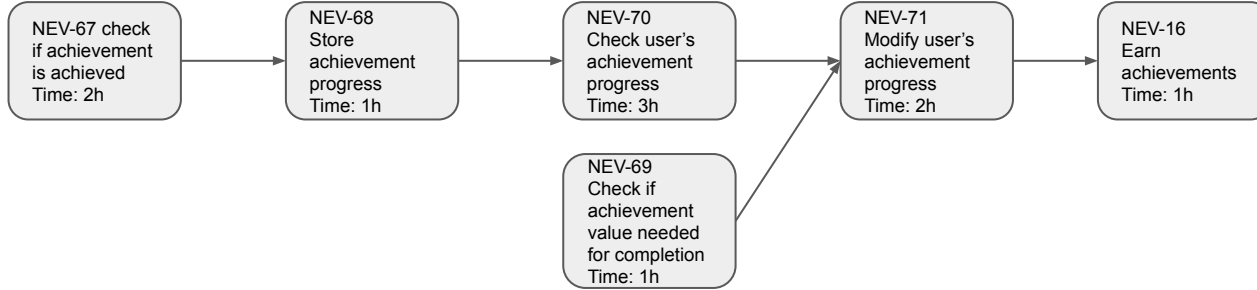 NEV-67 check
if achievement
is achieved
Time: 2h
NEV-68
Store
achievement
progress
Time: 1h
NEV-70
Check user's
achievement
progress
Time: 3h
NEV-71
Modify user's
achievement
progress
Time: 2h
NEV-16
Earn
achievements
Time: 1h
NEV-69
Check if
achievement
value needed
for completion
Time: 1h